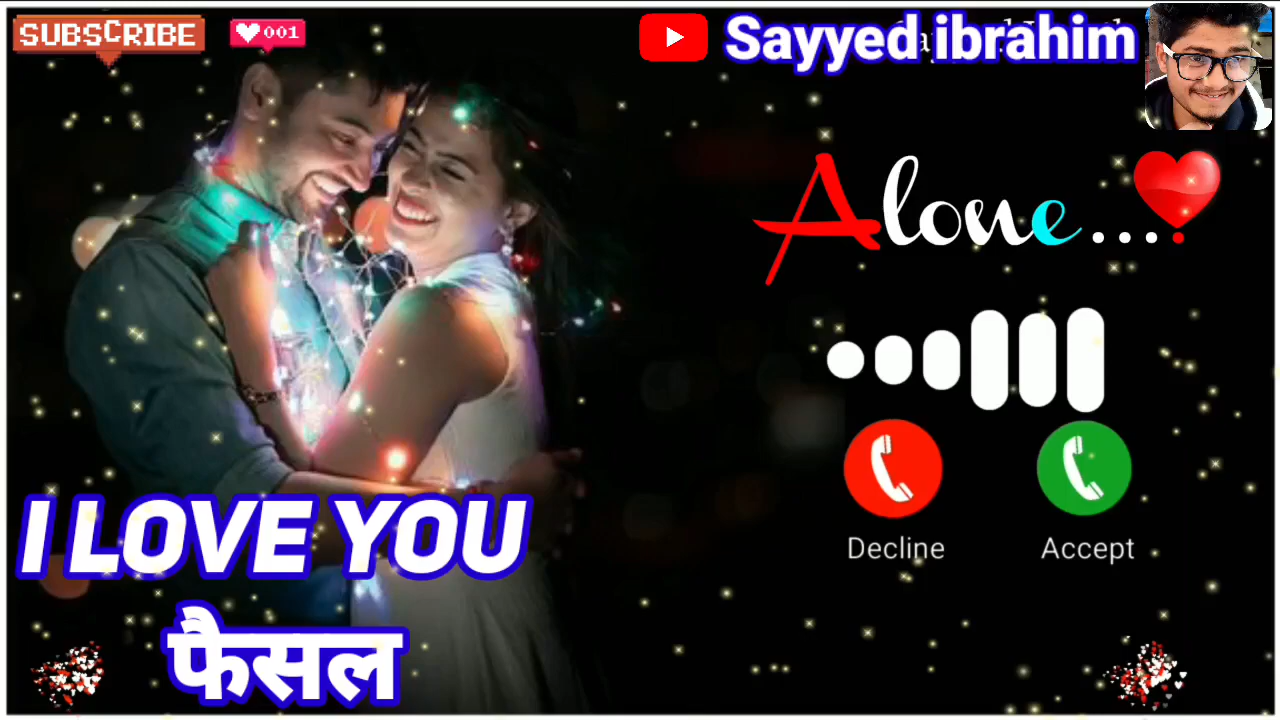 SUBSCRIBE
001
Sayyed ibrahim
Alone....
Decline
Accept
I LOVE YOU
फैसल